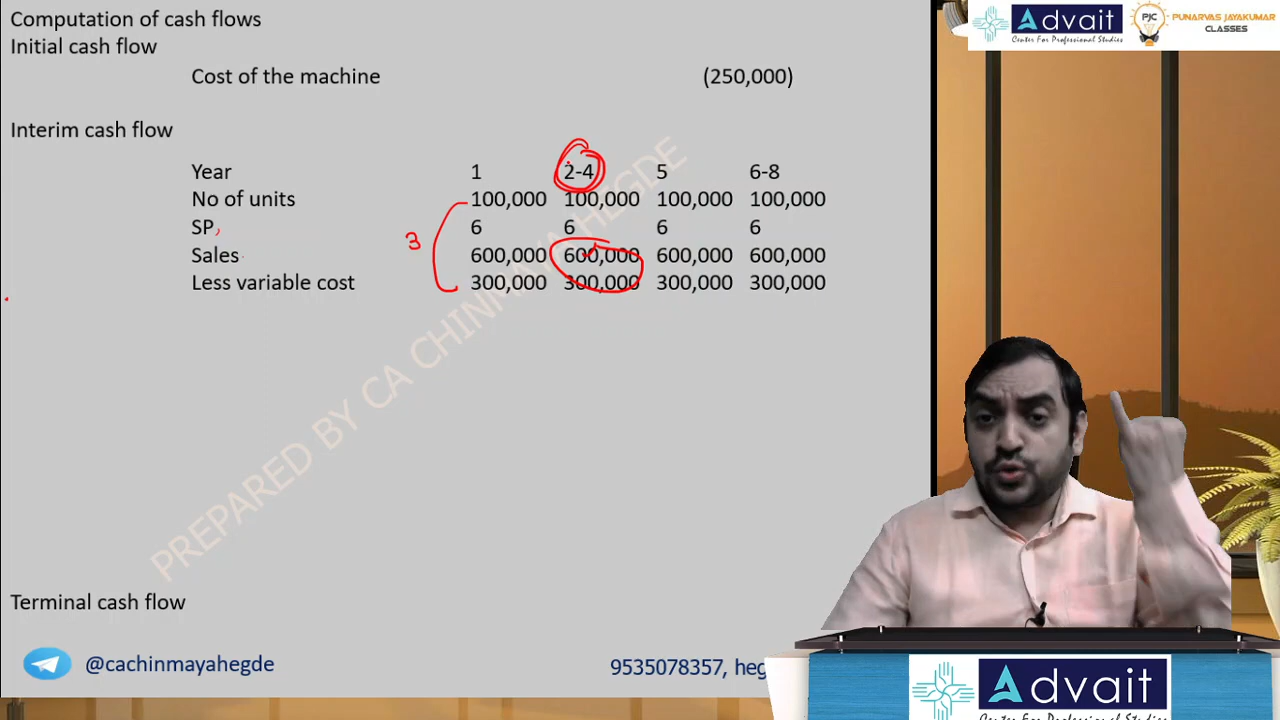 Computation of cash flows
Initial cash flow
Cost of the machine (250,000)
Interim cash flow
Year 1 2-4 5 6-8
No of units 100,000 100,000 100,000 100,000
SP, 6 6 6 6
3
Sales 600,000 600,000 600,000 600,000
Less variable cost 300,000 300,000 300,000 300,000
PREPARED BY CA CHINMAYA HEGDE
Terminal cash flow
@cachinmayahegde 9535078357, heg
Advait
Center For Professional Studies
PJC
PUNARVAS JAYAKUMAR
CLASSES
Advait
Center For Professional Studies